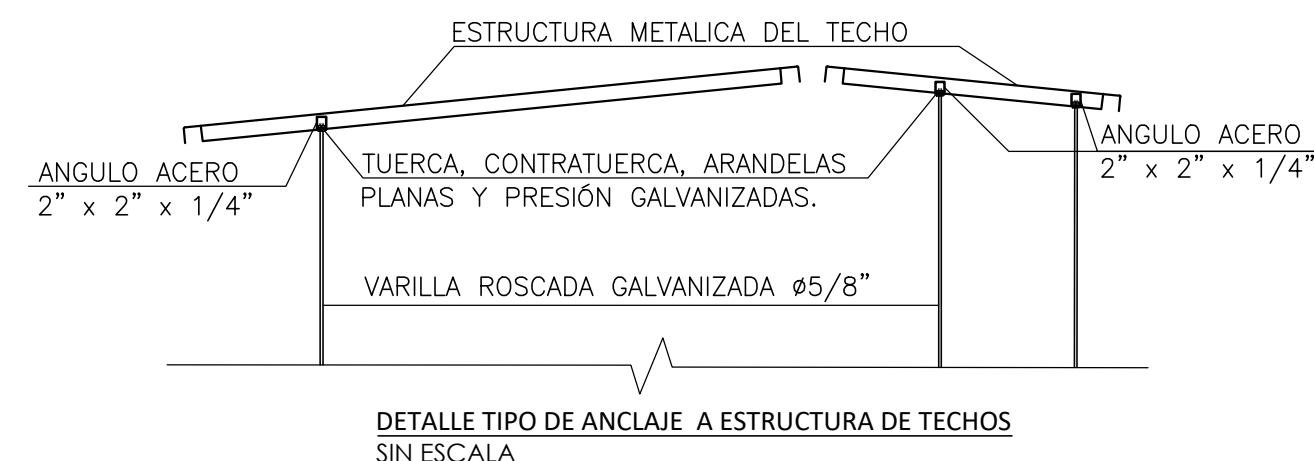 ESTRUCTURA METALICA DEL TECHO
ANGULO ACERO
2” x 2” x 1/4”
TUERCA, CONTRATUERCA, ARANDELAS
PLANAS Y PRESIÓN GALVANIZADAS.
ANGULO ACERO
2” x 2” x 1/4”
VARILLA ROSCADA GALVANIZADA ø5/8”
DETALLE TIPO DE ANCLAJE A ESTRUCTURA DE TECHOS
SIN ESCALA